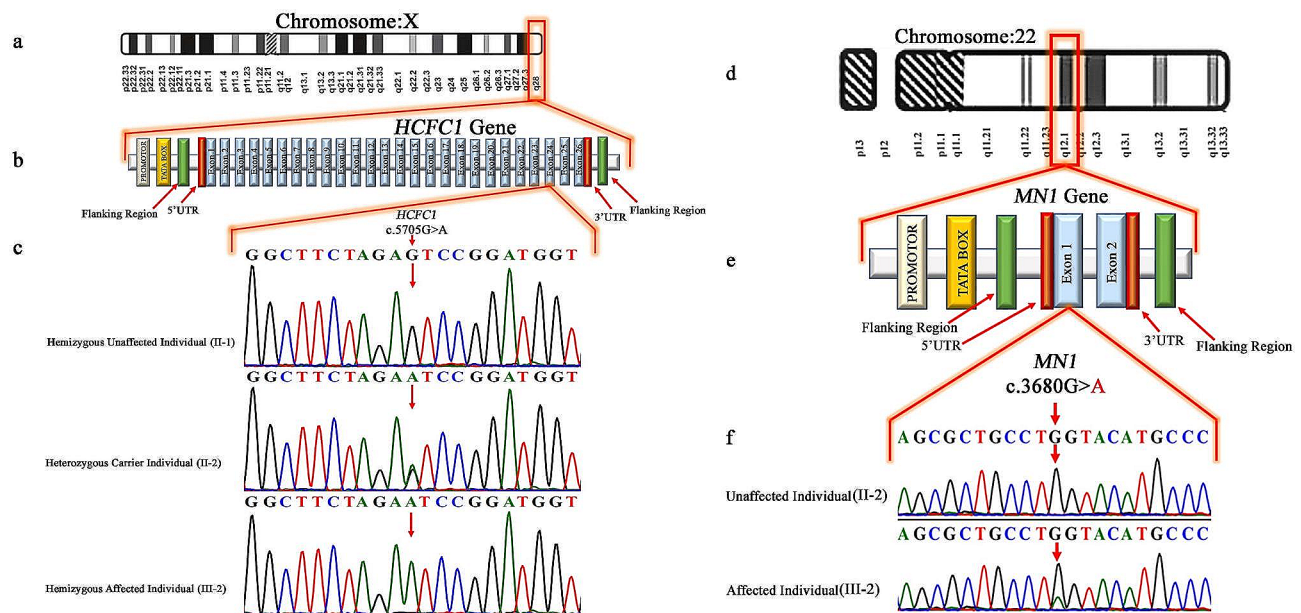 a
Chromosome:X
p22.33 p22.32 p22.31 p22.2 p22.13 p22.12 p22.11 p21.3 p21.2 p21.1 p11.4 p11.3 p11.23 p11.22 p11.21 q11.2 q12 q13.1 q13.2 q13.3 q21.1 q21.2 q21.31 q21.32 q21.33 q22.1 q22.2 q22.3 q23 q24 q25 q26.1 q26.2 q26.3 q27.1 q27.2 q27.3 q28
b
HCFC1 Gene
PROMOTOR TATA BOX Exon 1 Exon 2 Exon 3 Exon 4 Exon 5 Exon 6 Exon 7 Exon 8 Exon 9 Exon 10 Exon 11 Exon 12 Exon 13 Exon 14 Exon 15 Exon 16 Exon 17 Exon 18 Exon 19 Exon 20 Exon 21 Exon 22 Exon 23 Exon 24 Exon 25 Exon 26
Flanking Region 5'UTR 3'UTR Flanking Region
c
HCFC1
c.5705G>A
GGCTTCTAGAGTCCGGATGGT
Hemizygous Unaffected Individual (II-1)
GGCTTCTAGAATCCGGATGGT
Heterozygous Carrier Individual (II-2)
GGCTTCTAGAATCCGGATGGT
Hemizygous Affected Individual (III-2)
d
Chromosome:22
p13 p12 p11.2 p11.1 q11.1 q11.21 q11.22 q11.23 q12.1 q12.2 q12.3 q13.1 q13.2 q13.31 q13.32 q13.33
e
MN1 Gene
PROMOTOR TATA BOX Exon 1 Exon 2
Flanking Region 5'UTR 3'UTR Flanking Region
MN1
c.3680G>A
f
AGCGCTGCCTGGTACATGCCC
Unaffected Individual(II-2)
AGCGCTGCCTGGTACATGCCC
Affected Individual(III-2)